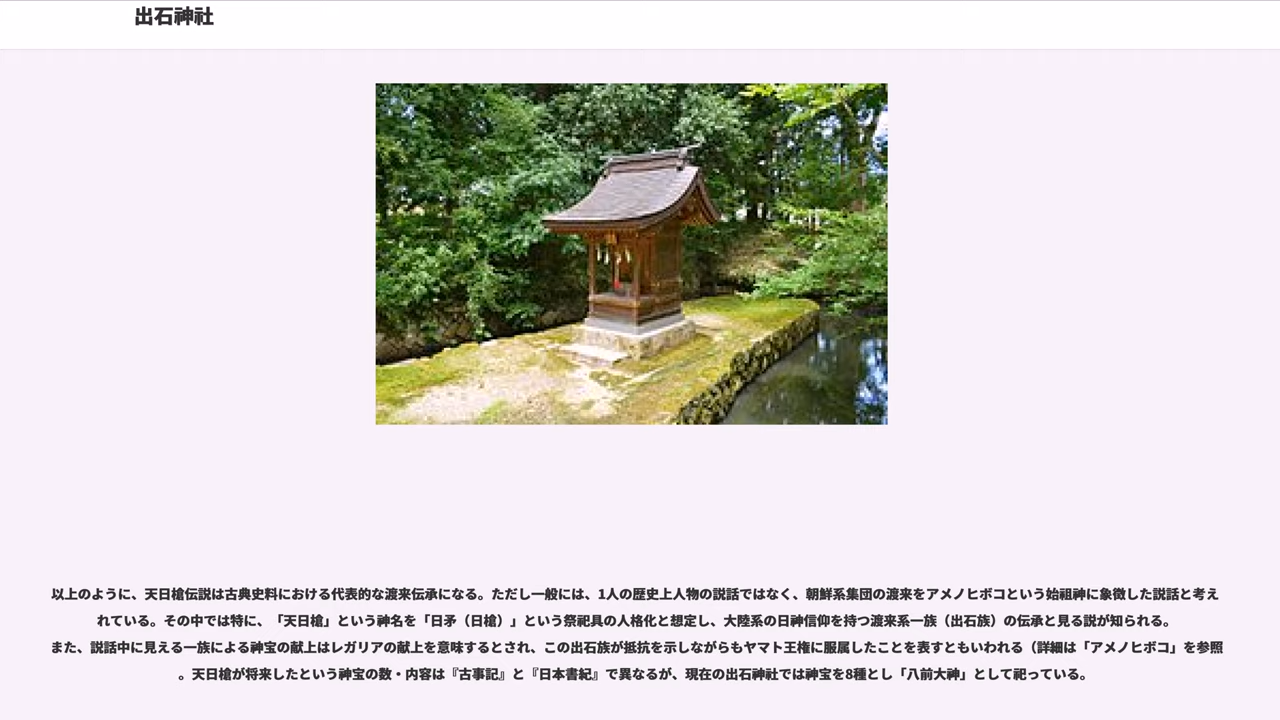 出石神社
以上のように、天日槍伝説は古典史料における代表的な渡来伝承になる。ただし一般には、1人の歴史上人物の説話ではなく、朝鮮系集団の渡来をアメノヒボコという始祖神に象徴した説話と考え
れている。その中では特に、「天日槍」という神名を「日矛（日槍）」という祭祀具の人格化と想定し、大陸系の日神信仰を持つ渡来系一族（出石族）の伝承と見る説が知られる。
また、説話中に見える一族による神宝の献上はレガリアの献上を意味するとされ、この出石族が抵抗を示しながらもヤマト王権に服属したことを表すともいわれる（詳細は「アメノヒボコ」を参照
。天日槍が将来したという神宝の数・内容は『古事記』と『日本書紀』で異なるが、現在の出石神社では神宝を8種とし「八前大神」として祀っている。